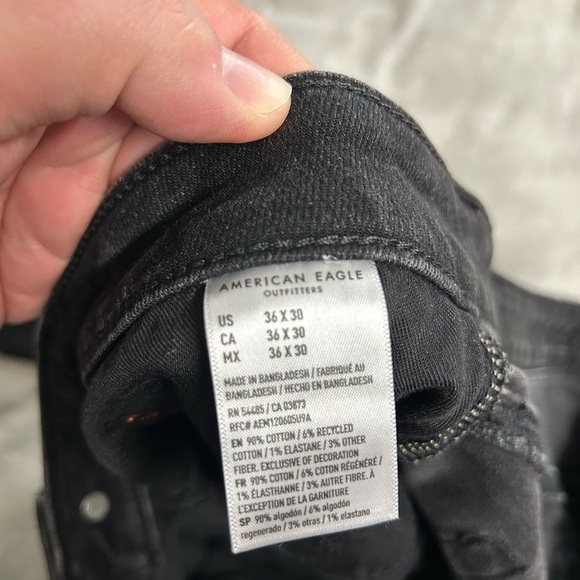 AMERICAN EAGLE
OUTFITTERS
US 36 X 30
CA 36 X 30
MX 36 X 30
MADE IN BANGLADESH / FABRIQUÉ AU
BANGLADESH / HECHO EN BANGLADESH
RN 54485 / CA 03873
RFC# AEM120605U9A
EN 90% COTTON / 6% RECYCLED
COTTON / 1% ELASTANE / 3% OTHER
FIBER. EXCLUSIVE OF DECORATION
FR 90% COTON / 6% COTON RÉGÉNÉRÉ /
1% ÉLASTHANNE / 3% AUTRE FIBRE. À
L'EXCEPTION DE LA GARNITURE
SP 90% algodón / 6% algodón
regenerado / 3% otras / 1% elastano